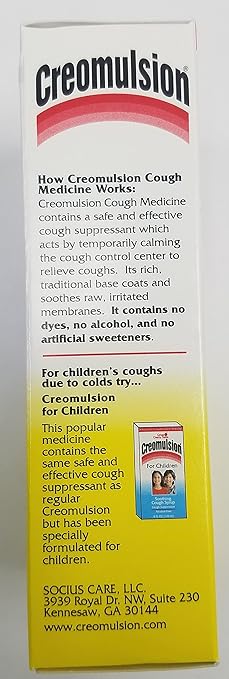 Creomulsion®
How Creomulsion Cough
Medicine Works:
Creomulsion Cough Medicine
contains a safe and effective
cough suppressant which
acts by temporarily calming
the cough control center to
relieve coughs. Its rich,
traditional base coats and
soothes raw, irritated
membranes. It contains no
dyes, no alcohol, and no
artificial sweeteners.
For children's coughs
due to colds try...
Creomulsion
for Children
This popular
medicine
contains the
same safe and
effective cough
suppressant as
regular
Creomulsion
but has been
specially
formulated for
children.
Creomulsion
For Children
Soothing
Cough Syrup
SOCIUS CARE, LLC.
3939 Royal Dr. NW, Suite 230
Kennesaw, GA 30144
www.creomulsion.com